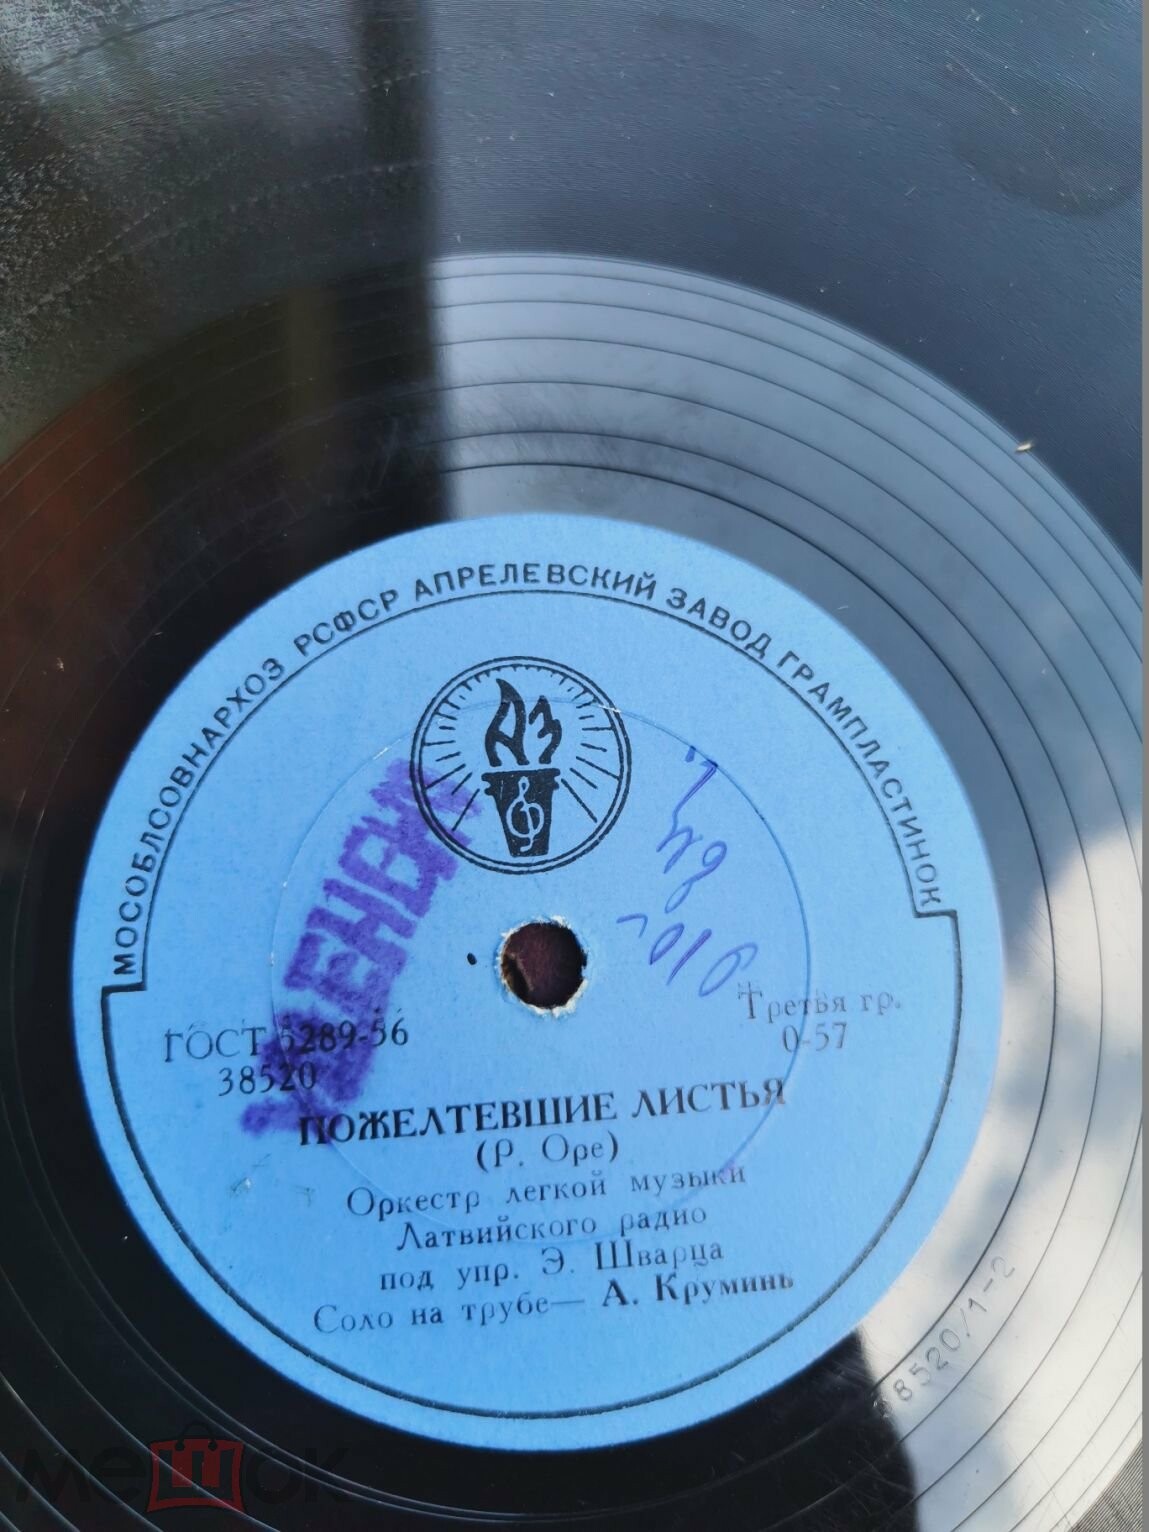 МОСОБЛСОВНАРХОЗ РСФСР АПРЕЛЕВСКИЙ ЗАВОД ГРАМПЛАСТИНОК
АЗ
ГОСТ 5289-56
38520
Третья гр.
0-57
ПОЖЕЛТЕВШИЕ ЛИСТЬЯ
(Р. Оре)
Оркестр легкой музыки
Латвийского радио
под упр. Э. Шварца
Соло на трубе— А. Круминь
8520/1-2
мешок